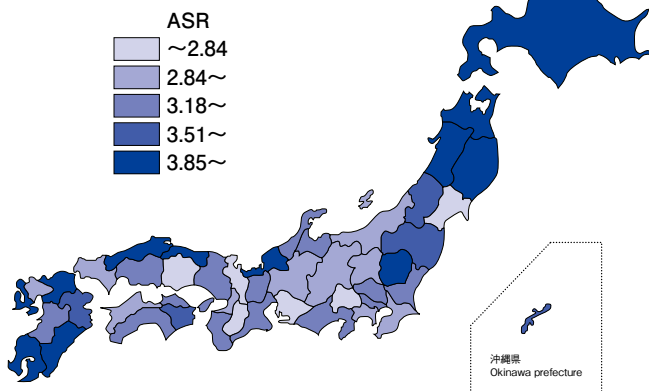 ASR
～2.84
2.84～
3.18～
3.51～
3.85～
沖縄県
Okinawa prefecture